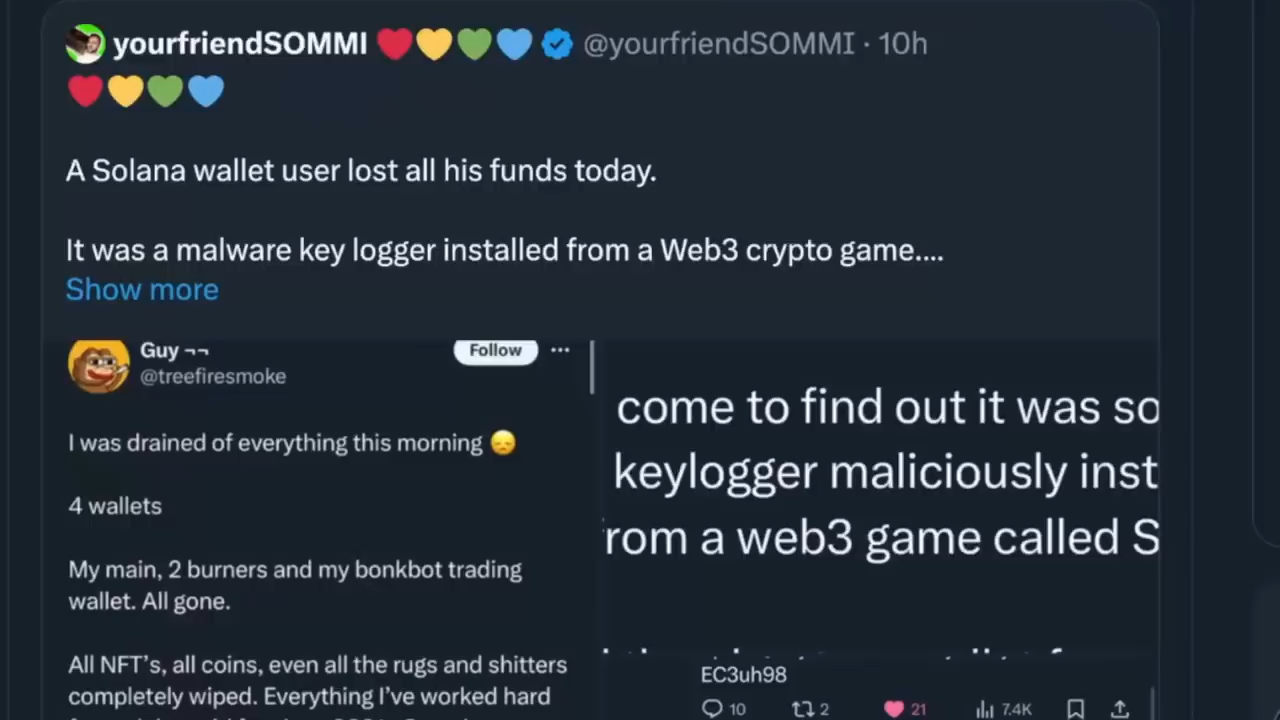 yourfriendSOMMI ❤️💛💚💙 @yourfriendSOMMI · 10h
❤️💛💚💙
A Solana wallet user lost all his funds today.
It was a malware key logger installed from a Web3 crypto game....
Show more
Guy ¬¬
Follow ...
@treefiresmoke
I was drained of everything this morning 😞
4 wallets
My main, 2 burners and my bonkbot trading
wallet. All gone.
All NFT's, all coins, even all the rugs and shitters
completely wiped. Everything I've worked hard
come to find out it was so
keylogger maliciously inst
rom a web3 game called S
EC3uh98
10 2 21 7.4K